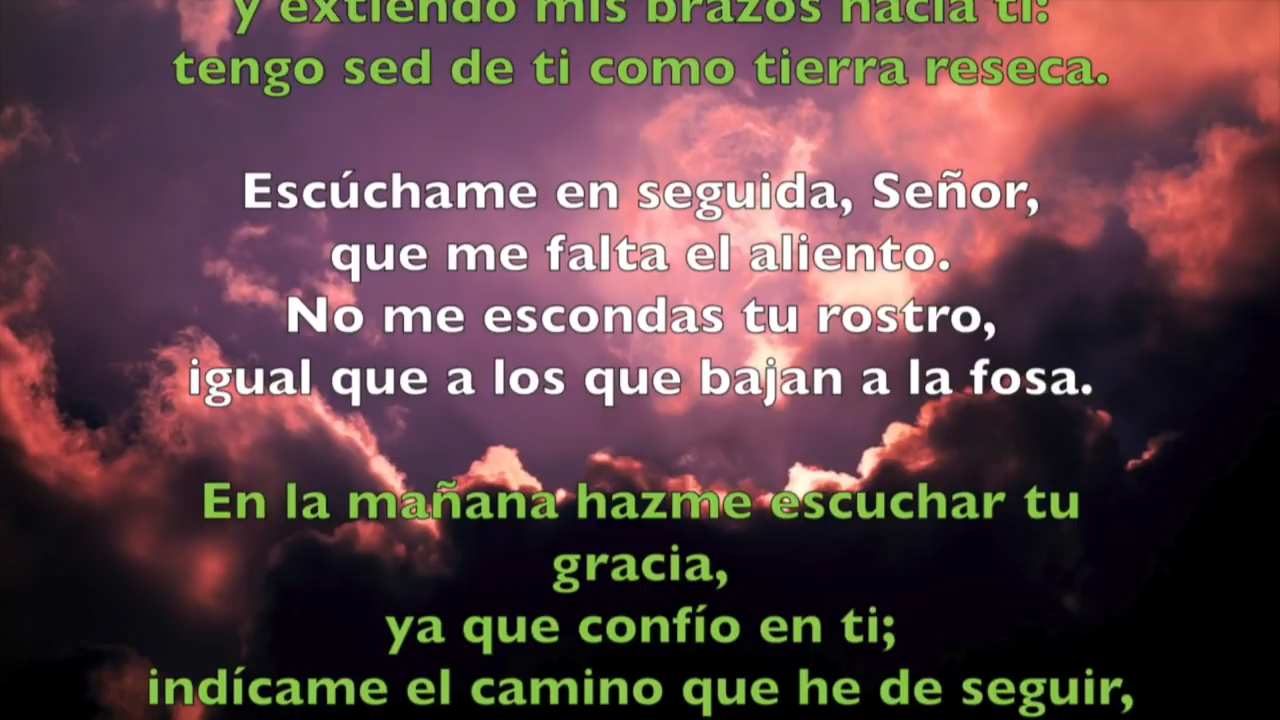 y extiendo mis brazos hacia ti:
tengo sed de ti como tierra reseca.
Escúchame en seguida, Señor,
que me falta el aliento.
No me escondas tu rostro,
igual que a los que bajan a la fosa.
En la mañana hazme escuchar tu
gracia,
ya que confío en ti;
indícame el camino que he de seguir,